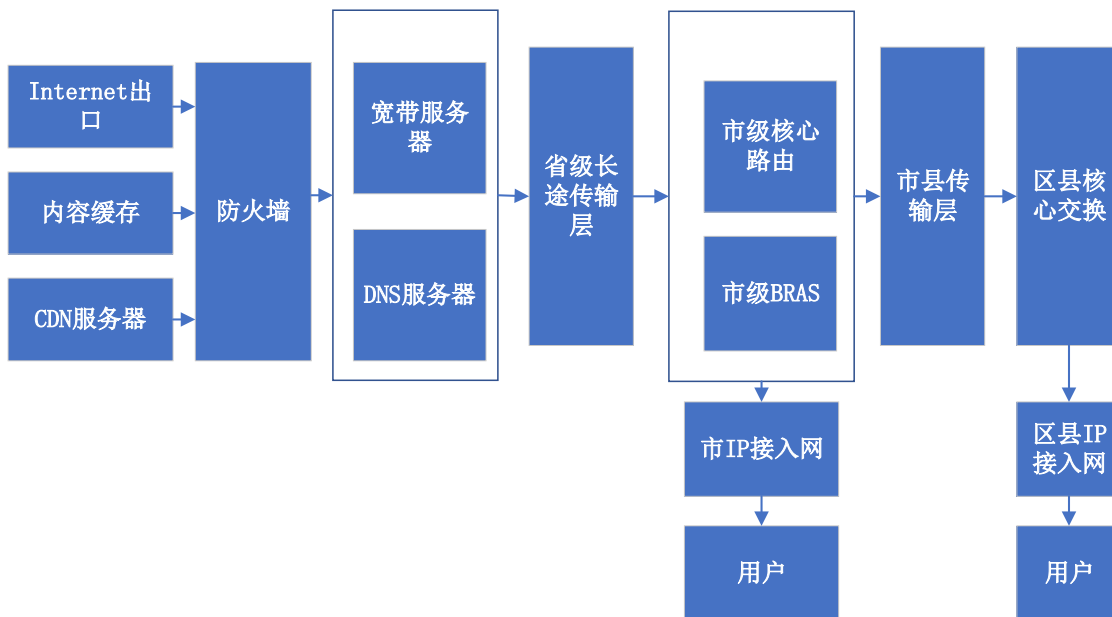 Internet出
口
内容缓存
CDN服务器
防火墙
宽带服务
器
DNS服务器
省级长
途传输
层
市级核心
路由
市级BRAS
市IP接入网
用户
市县传
输层
区县核
心交换
区县IP
接入网
用户